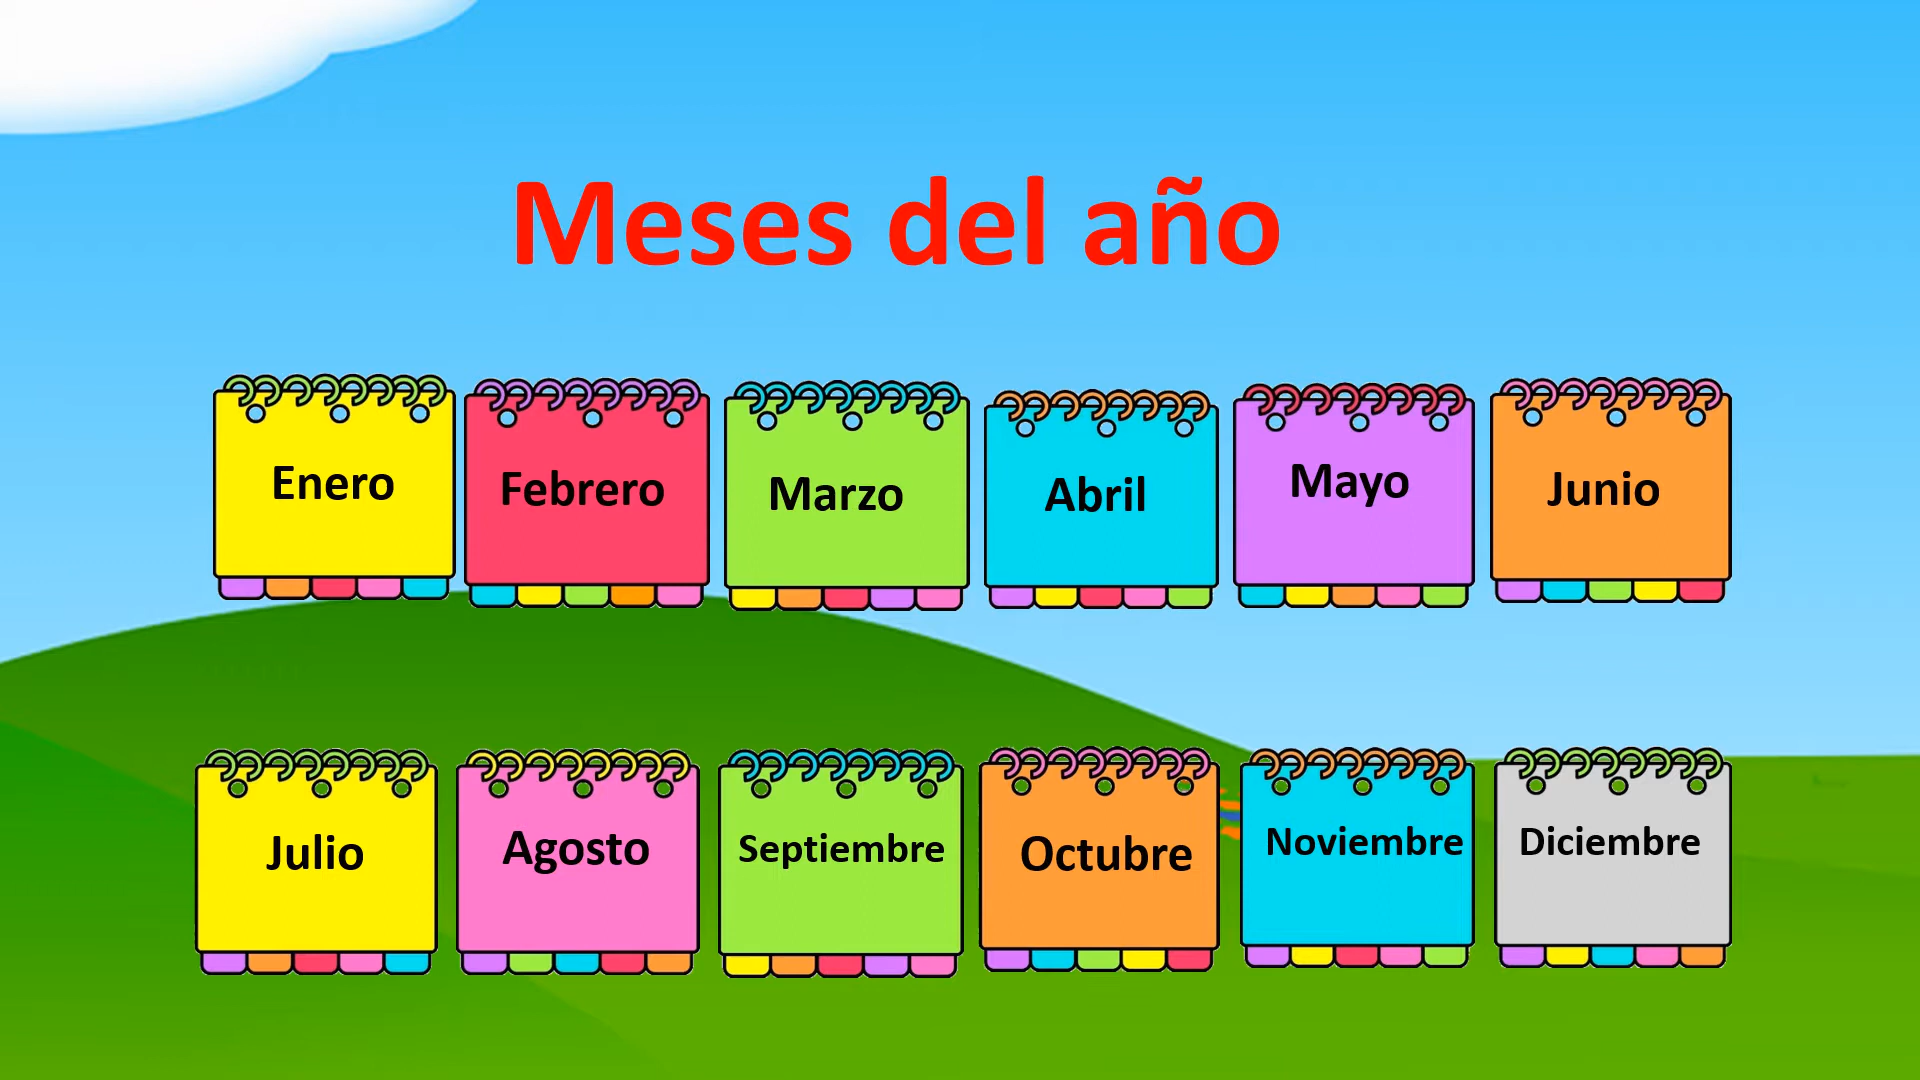 Meses del año
Enero
Febrero
Marzo
Abril
Mayo
Junio
Julio
Agosto
Septiembre
Octubre
Noviembre
Diciembre